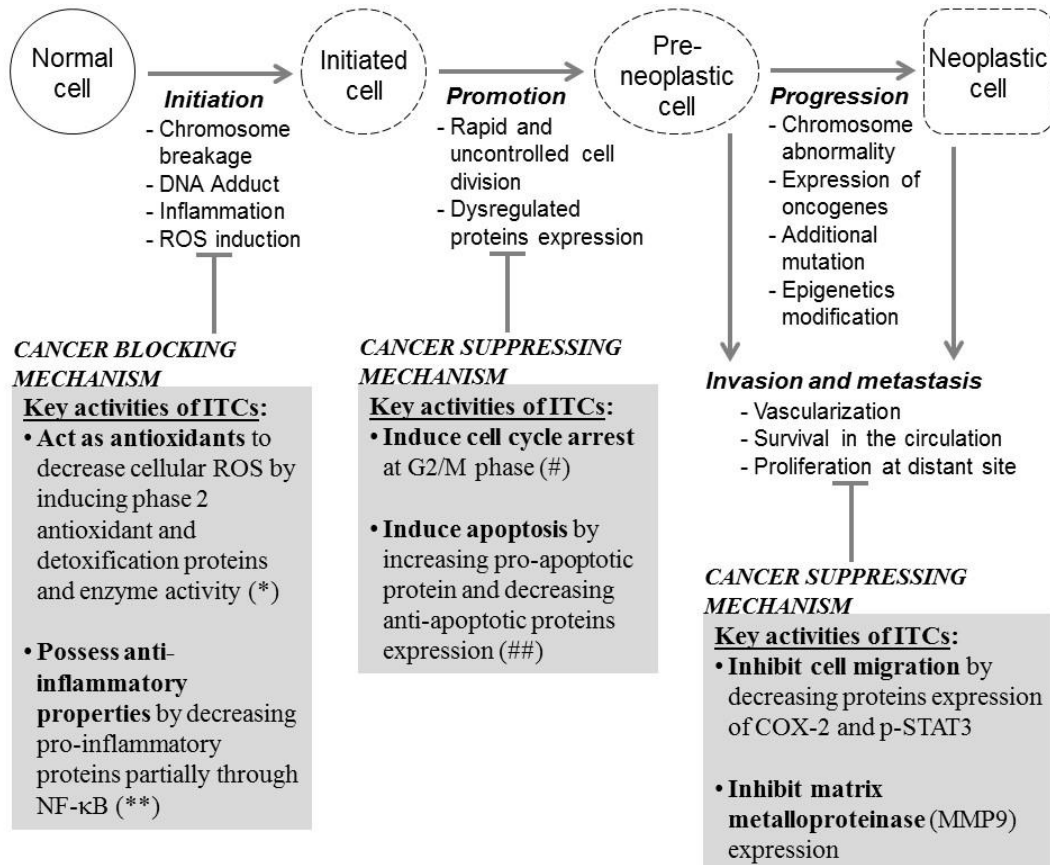 Normal
cell
Initiated
cell
Pre-
neoplastic
cell
Neoplastic
cell
Initiation
- Chromosome
breakage
- DNA Adduct
- Inflammation
- ROS induction
Promotion
- Rapid and
uncontrolled cell
division
- Dysregulated
proteins expression
Progression
- Chromosome
abnormality
- Expression of
oncogenes
- Additional
mutation
- Epigenetics
modification
CANCER BLOCKING
MECHANISM
Key activities of ITCs:
• Act as antioxidants to
decrease cellular ROS by
inducing phase 2
antioxidant and
detoxification proteins
and enzyme activity (*)
• Possess anti-
inflammatory
properties by decreasing
pro-inflammatory
proteins partially through
NF-κB (**)
CANCER SUPPRESSING
MECHANISM
Key activities of ITCs:
• Induce cell cycle arrest
at G2/M phase (#)
• Induce apoptosis by
increasing pro-apoptotic
protein and decreasing
anti-apoptotic proteins
expression (##)
Invasion and metastasis
- Vascularization
- Survival in the circulation
- Proliferation at distant site
CANCER SUPPRESSING
MECHANISM
Key activities of ITCs:
• Inhibit cell migration by
decreasing proteins expression
of COX-2 and p-STAT3
• Inhibit matrix
metalloproteinase (MMP9)
expression